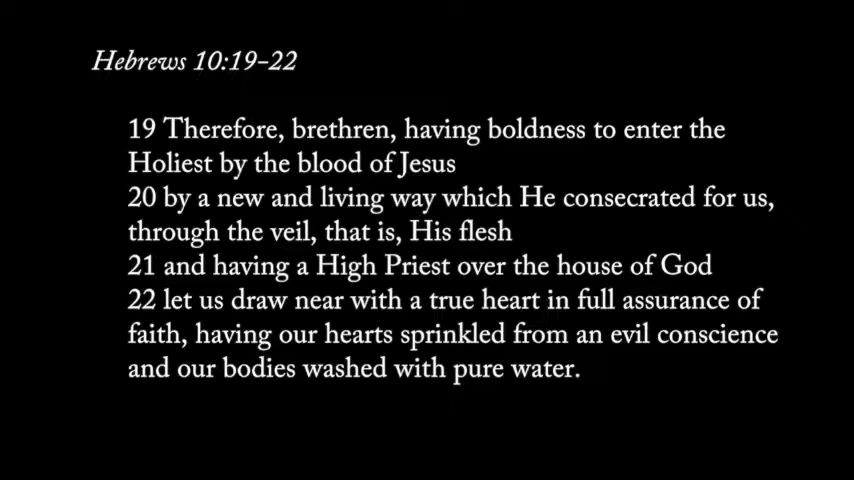 Hebrews 10:19-22
19 Therefore, brethren, having boldness to enter the
Holiest by the blood of Jesus
20 by a new and living way which He consecrated for us,
through the veil, that is, His flesh
21 and having a High Priest over the house of God
22 let us draw near with a true heart in full assurance of
faith, having our hearts sprinkled from an evil conscience
and our bodies washed with pure water.